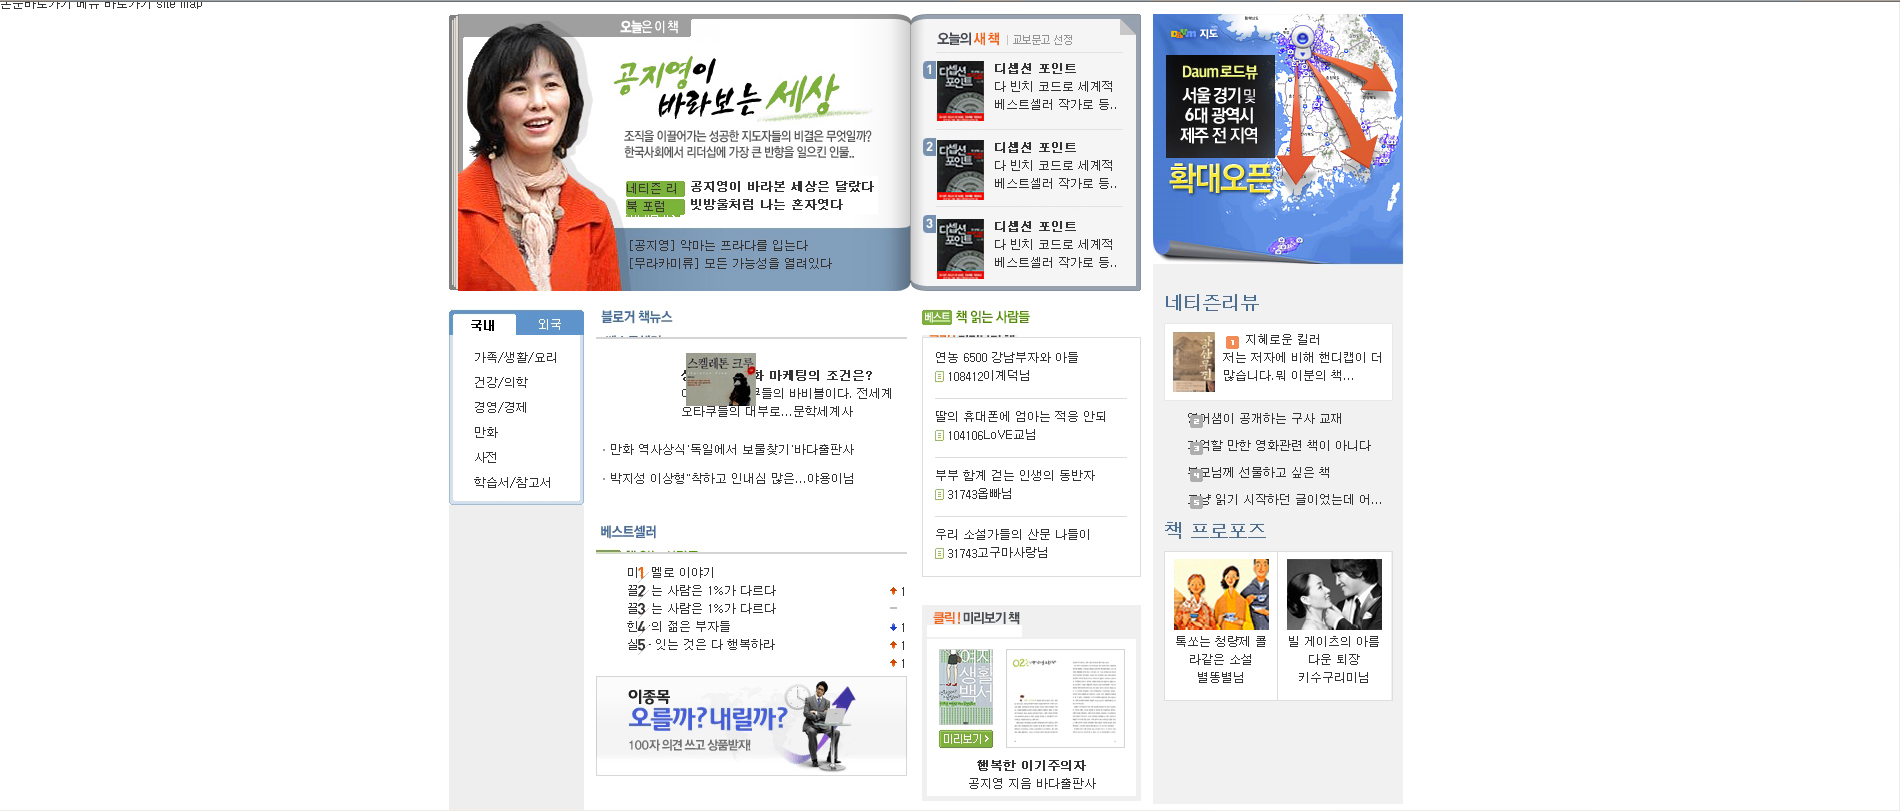 본문바로가기 메뉴 바로가기 site map
오늘은 이 책
공지영이
바라보는 세상
조직을 이끌어가는 성공한 지도자들의 비결은 무엇일까?
한국사회에서 리더십에 가장 큰 반향을 일으킨 인물..
네티즌 리
공지영이 바라본 세상은 달랐다
북 포럼
빗방울처럼 나는 혼자엿다
[공지영] 악마는 프라다를 입는다
[무라카미류] 모든 가능성을 열려있다
오늘의 새 책 | 교보문고 선정
1
디셉션 포인트
다 빈치 코드로 세계적
베스트셀러 작가로 등..
2
디셉션 포인트
다 빈치 코드로 세계적
베스트셀러 작가로 등..
3
디셉션 포인트
다 빈치 코드로 세계적
베스트셀러 작가로 등..
Daum 지도
Daum로드뷰
서울 경기 및
6대 광역시
제주 전 지역
확대오픈
국내
외국
가족/생활/요리
건강/의학
경영/경제
만화
사전
학습서/참고서
블로거 책뉴스
스켈레톤 크루
마케팅의 조건은?
쿠들의 바비블이다. 전세계
오타쿠들의 대부로...문학세계사
· 만화 역사상식'독일에서 보물찾기'바다출판사
· 박지성 이상형"착하고 인내심 많은...야용이님
베스트셀러
1 멜로 이야기
2 는 사람은 1%가 다르다
1
3 는 사람은 1%가 다르다
4 의 젊은 부자들
1
5 잇는 것은 다 행복하라
1
1
이종목
오를까? 내릴까?
100자 의견 쓰고 상품받자!
베스트 책 읽는 사람들
연농 6500 강남부자와 아들
108412이계덕님
딸의 휴대폰에 엄아는 적응 안되
104106LoVE교님
부부 함계 걷는 인생의 동반자
31743옵빠님
우리 소설가들의 산문 나들이
31743고구마사랑님
클릭! 미리보기 책
여자
생활
백서
미리보기
행복한 이기주의자
공지영 지음 바다출판사
네티즌리뷰
1 지혜로운 킬러
저는 저자에 비해 핸디캡이 더
많습니다.뭐 이분의 책...
2 어샘이 공개하는 구사 교재
3 억할 만한 영화관련 책이 아니다
4 모님께 선물하고 싶은 책
5 냥 읽기 시작하던 글이었는데 어...
책 프로포즈
톡쏘는 청량제 콜
라같은 소설
별똥별님
빌 게이츠의 아름
다운 퇴장
키수구리미님